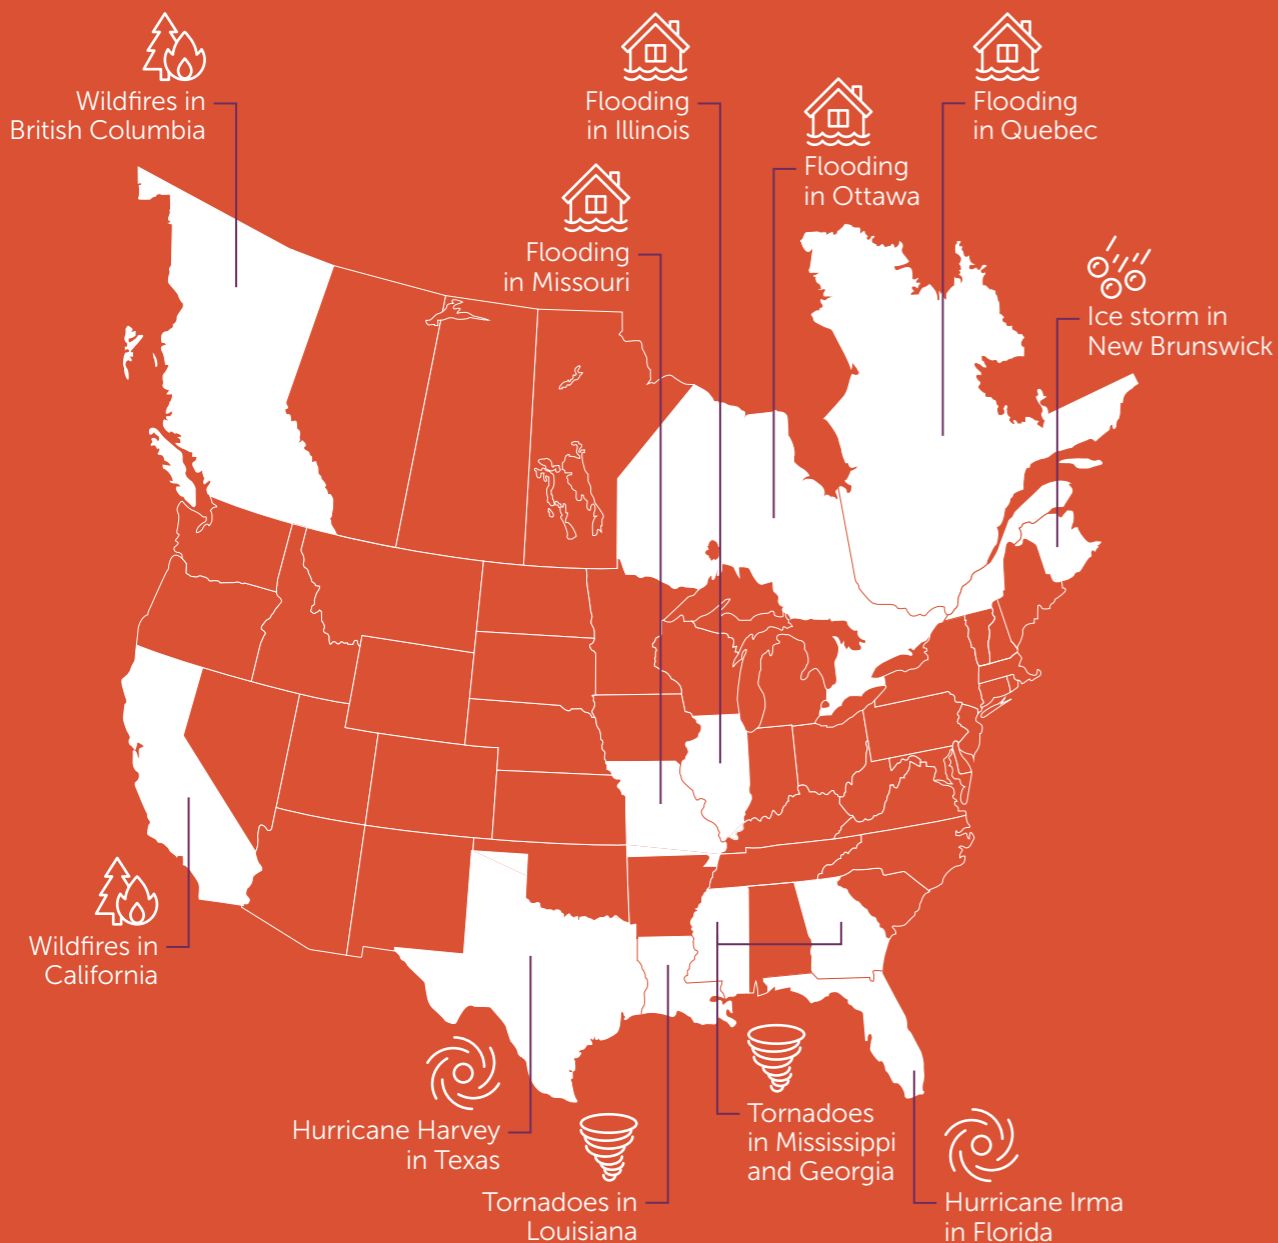 Wildfires in
British Columbia
Flooding
in Illinois
Flooding
in Quebec
Flooding
in Ottawa
Flooding
in Missouri
Ice storm in
New Brunswick
Wildfires in
California
Hurricane Harvey
in Texas
Tornadoes in
Louisiana
Tornadoes
in Mississippi
and Georgia
Hurricane Irma
in Florida